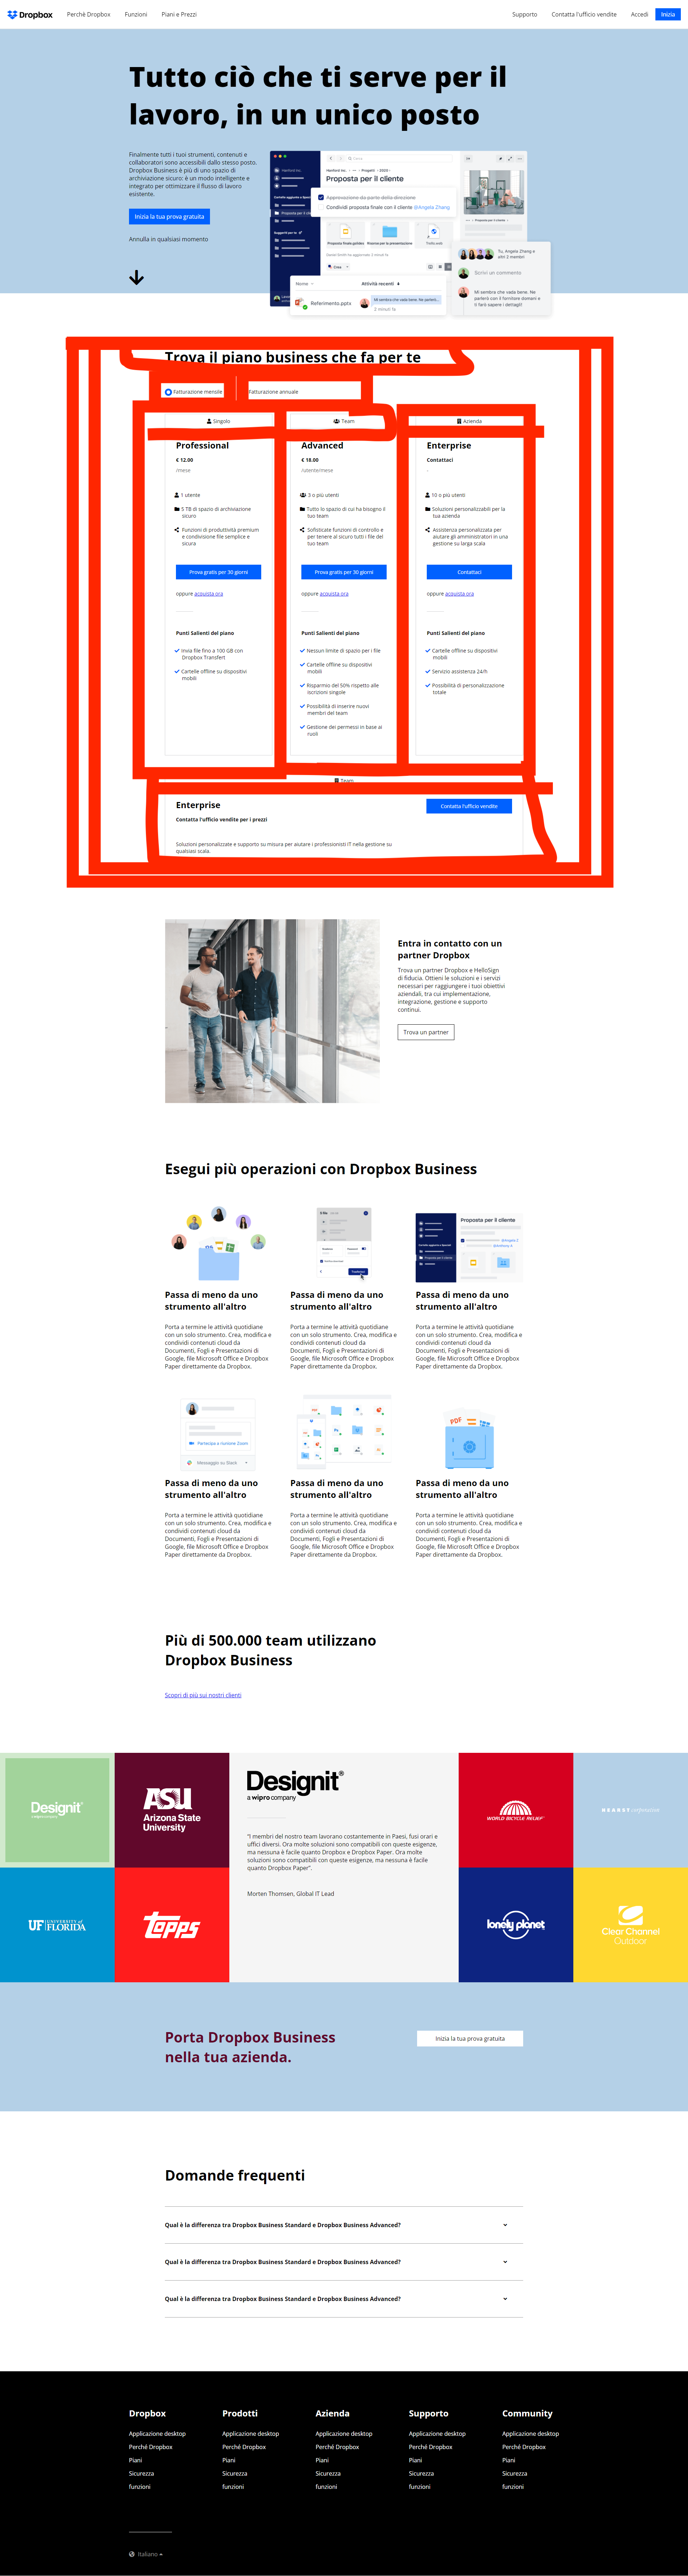 Dropbox
Perché Dropbox
Funzioni
Piani e Prezzi
Supporto
Contatta l'ufficio vendite
Accedi
Inizia
Tutto ciò che ti serve per il
lavoro, in un unico posto
Finalmente tutti i tuoi strumenti, contenuti e
collaboratori sono accessibili dallo stesso posto.
Dropbox Business è più di uno spazio di
archiviazione sicuro: è un modo intelligente e
integrato per ottimizzare il flusso di lavoro
esistente.
Inizia la tua prova gratuita
Annulla in qualsiasi momento
Proposta per il cliente
Approvazione da parte della direzione
Condividi proposta finale con il cliente @Angela Zhang
Crea
Nome
Attività recenti
Referimento.pptx
Mi sembra che vada bene. Ne parlerò...
2 minuti fa
Tu, Angela Zheng e
altri 2 membri
Scrivi un commento
Mi sembra che vada bene. Ne
parlerò con il fornitore domani e
ti farò sapere i dettagli!
Trova il piano business che fa per te
Fatturazione mensile
Fatturazione annuale
Singolo
Professional
€ 12.00
/mese
1 utente
5 TB di spazio di archiviazione
sicuro
Funzioni di produttività premium
e condivisione file semplice e
sicura
Prova gratis per 30 giorni
oppure acquista ora
Punti Salienti del piano
Invia file fino a 100 GB con
Dropbox Transfert
Cartelle offline su dispositivi
mobili
Team
Advanced
€ 18.00
/utente/mese
3 o più utenti
Tutto lo spazio di cui ha bisogno il
tuo team
Sofisticate funzioni di controllo e
per tenere al sicuro tutti i file del
tuo team
Prova gratis per 30 giorni
oppure acquista ora
Punti Salienti del piano
Nessun limite di spazio per i file
Cartelle offline su dispositivi
mobili
Risparmio del 50% rispetto alle
iscrizioni singole
Possibilità di inserire nuovi
membri del team
Gestione dei permessi in base ai
ruoli
Azienda
Enterprise
Contattaci
10 o più utenti
Soluzioni personalizzabili per la
tua azienda
Assistenza personalizzata per
aiutare gli amministratori in una
gestione su larga scala
Contattaci
oppure acquista ora
Punti Salienti del piano
Cartelle offline su dispositivi
mobili
Servizio assistenza 24/h
Possibilità di personalizzazione
totale
Team
Enterprise
Contatta l'ufficio vendite per i prezzi
Contatta l'ufficio vendite
Soluzioni personalizzate e supporto su misura per aiutare i professionisti IT nella gestione su
qualsiasi scala.
Entra in contatto con un
partner Dropbox
Trova un partner Dropbox e HelloSign
di fiducia. Ottieni le soluzioni e i servizi
necessari per raggiungere i tuoi obiettivi
aziendali, tra cui implementazione,
integrazione, gestione e supporto
continui.
Trova un partner
Esegui più operazioni con Dropbox Business
Proposta per il cliente
Passa di meno da uno
strumento all'altro
Porta a termine le attività quotidiane
con un solo strumento. Crea, modifica e
condividi contenuti cloud da
Documenti, Fogli e Presentazioni di
Google, file Microsoft Office e Dropbox
Paper direttamente da Dropbox.
Passa di meno da uno
strumento all'altro
Porta a termine le attività quotidiane
con un solo strumento. Crea, modifica e
condividi contenuti cloud da
Documenti, Fogli e Presentazioni di
Google, file Microsoft Office e Dropbox
Paper direttamente da Dropbox.
Passa di meno da uno
strumento all'altro
Porta a termine le attività quotidiane
con un solo strumento. Crea, modifica e
condividi contenuti cloud da
Documenti, Fogli e Presentazioni di
Google, file Microsoft Office e Dropbox
Paper direttamente da Dropbox.
Partecipa a riunione Zoom
Messaggio su Slack
PDF
Passa di meno da uno
strumento all'altro
Porta a termine le attività quotidiane
con un solo strumento. Crea, modifica e
condividi contenuti cloud da
Documenti, Fogli e Presentazioni di
Google, file Microsoft Office e Dropbox
Paper direttamente da Dropbox.
Passa di meno da uno
strumento all'altro
Porta a termine le attività quotidiane
con un solo strumento. Crea, modifica e
condividi contenuti cloud da
Documenti, Fogli e Presentazioni di
Google, file Microsoft Office e Dropbox
Paper direttamente da Dropbox.
Passa di meno da uno
strumento all'altro
Porta a termine le attività quotidiane
con un solo strumento. Crea, modifica e
condividi contenuti cloud da
Documenti, Fogli e Presentazioni di
Google, file Microsoft Office e Dropbox
Paper direttamente da Dropbox.
Più di 500.000 team utilizzano
Dropbox Business
Scopri di più sui nostri clienti
Designit
a wipro company
ASU
Arizona State
University
Designit®
a wipro company
"I membri del nostro team lavorano costantemente in Paesi, fusi orari e
uffici diversi. Ora molte soluzioni sono compatibili con queste esigenze,
ma nessuna è facile quanto Dropbox e Dropbox Paper. Ora molte
soluzioni sono compatibili con queste esigenze, ma nessuna è facile
quanto Dropbox Paper".
Morten Thomsen, Global IT Lead
WORLD BICYCLE RELIEF
HEARST corporation
UF UNIVERSITY of
FLORIDA
Topps
lonely planet
Clear Channel
Outdoor
Porta Dropbox Business
nella tua azienda.
Inizia la tua prova gratuita
Domande frequenti
Qual è la differenza tra Dropbox Business Standard e Dropbox Business Advanced?
Qual è la differenza tra Dropbox Business Standard e Dropbox Business Advanced?
Qual è la differenza tra Dropbox Business Standard e Dropbox Business Advanced?
Dropbox
Applicazione desktop
Perché Dropbox
Piani
Sicurezza
funzioni
Prodotti
Applicazione desktop
Perché Dropbox
Piani
Sicurezza
funzioni
Azienda
Applicazione desktop
Perché Dropbox
Piani
Sicurezza
funzioni
Supporto
Applicazione desktop
Perché Dropbox
Piani
Sicurezza
funzioni
Community
Applicazione desktop
Perché Dropbox
Piani
Sicurezza
funzioni
Italiano